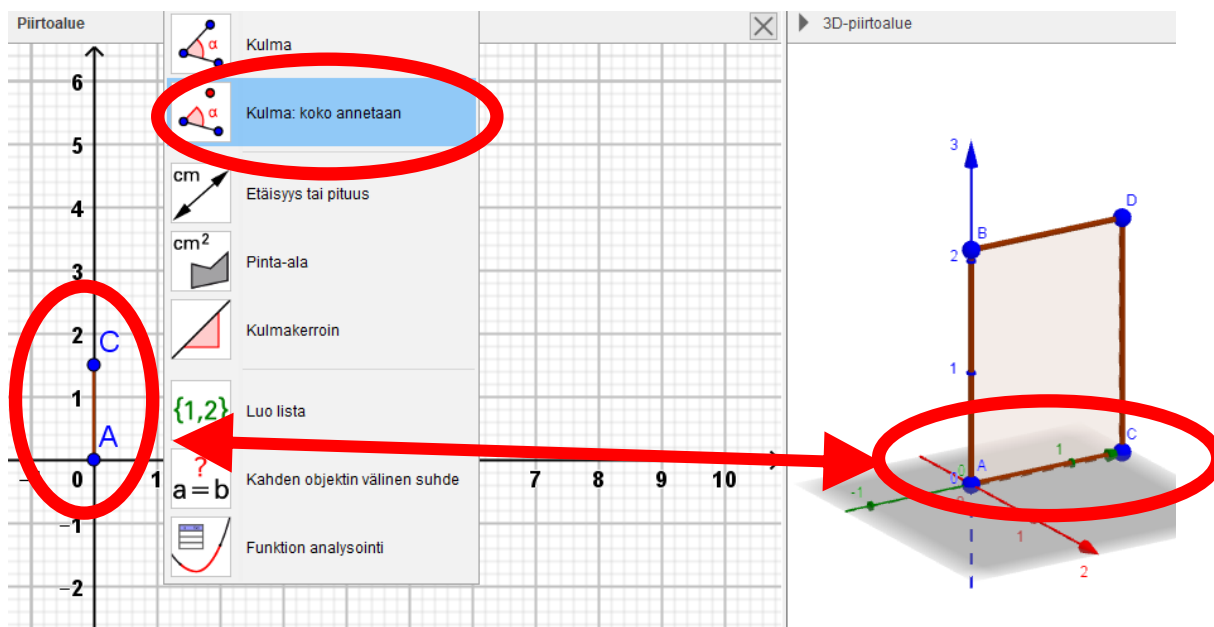 Piirtoalue
3D-piirtoalue
α
Kulma
α
Kulma: koko annetaan
cm
Etäisyys tai pituus
cm²
Pinta-ala
Kulmakerroin
{1,2}
Luo lista
?
a=b
Kahden objektin välinen suhde
Funktion analysointi
6
5
4
3
2
1
0
−1
−2
1
7
8
9
10
C
A
3
B
D
2
1
C
A
0
0
1
-1
1
2